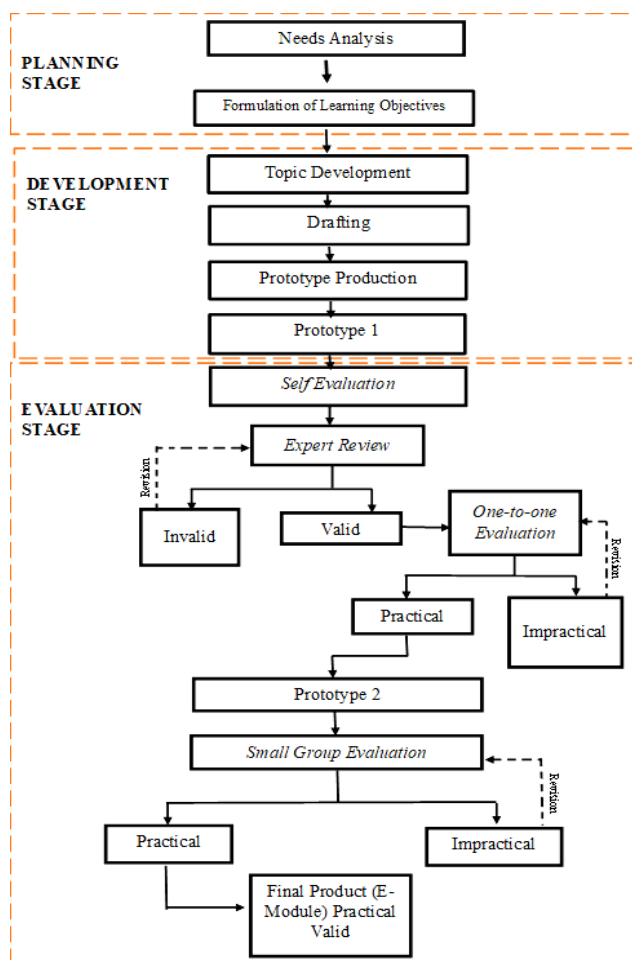 PLANNING
STAGE
Needs Analysis
Formulation of Learning Objectives
DEVELOPMENT
STAGE
Topic Development
Drafting
Prototype Production
Prototype 1
EVALUATION
STAGE
Self Evaluation
Expert Review
Revision
Invalid
Valid
One-to-one
Evaluation
Revision
Practical
Impractical
Prototype 2
Small Group Evaluation
Revision
Practical
Impractical
Final Product (E-
Module) Practical
Valid